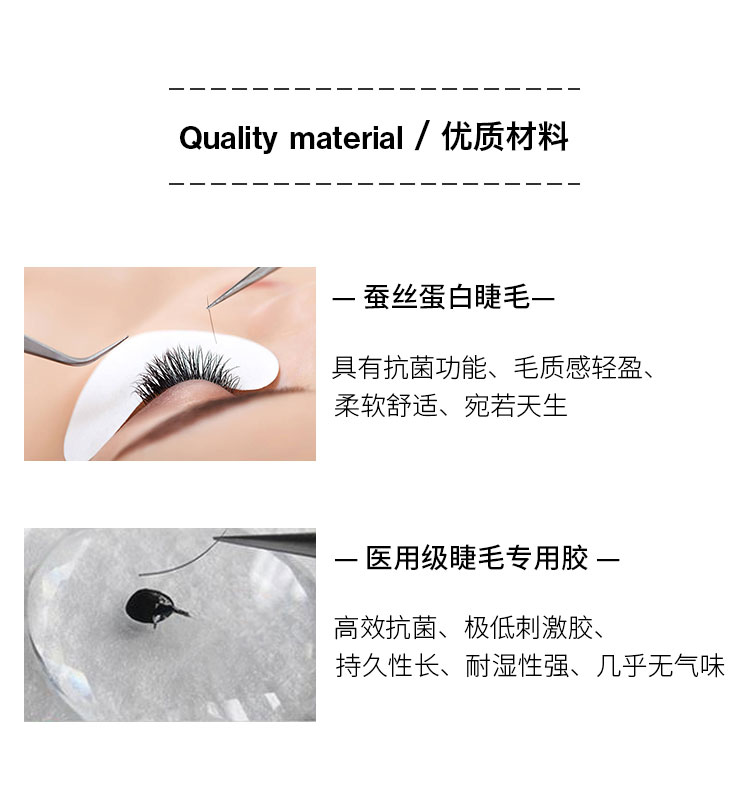 Quality material / 优质材料
— 蚕丝蛋白睫毛—
具有抗菌功能、毛质感轻盈、
柔软舒适、宛若天生
— 医用级睫毛专用胶 —
高效抗菌、极低刺激胶、
持久性长、耐湿性强、几乎无气味